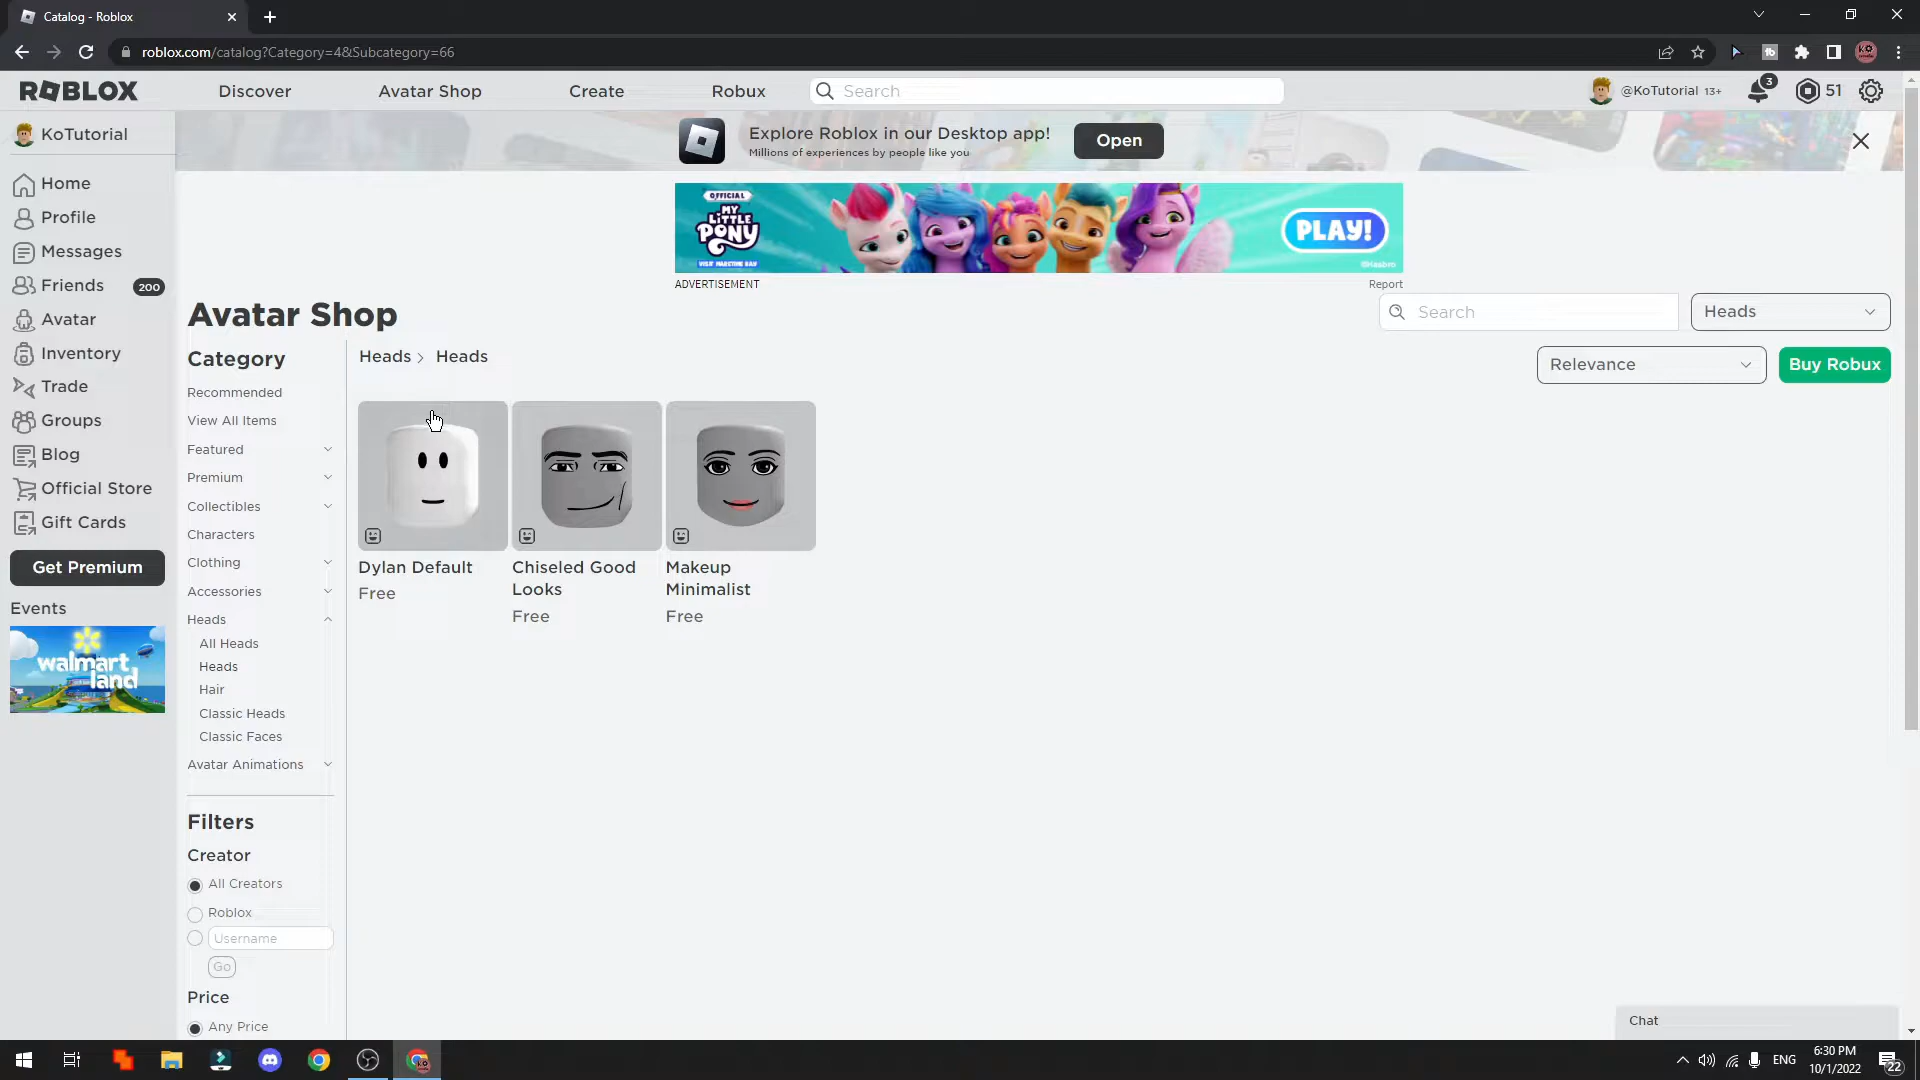 Catalog - Roblox
roblox.com/catalog?Category=4&Subcategory=66
ROBLOX
Discover
Avatar Shop
Create
Robux
Search
@KoTutorial 13+
3
51
KoTutorial
Explore Roblox in our Desktop app!
Millions of experiences by people like you
Open
Home
Profile
Messages
Friends
200
Avatar
Inventory
Trade
Groups
Blog
Official Store
Gift Cards
Get Premium
Events
walmart
land
OFFICIAL
MY
LITTLE
PONY
VISIT MARETIME BAY
PLAY!
©Hasbro
ADVERTISEMENT
Report
Avatar Shop
Search
Heads
Category
Heads
Heads
Relevance
Buy Robux
Recommended
View All Items
Featured
Premium
Collectibles
Characters
Clothing
Accessories
Heads
All Heads
Heads
Hair
Classic Heads
Classic Faces
Avatar Animations
Filters
Creator
All Creators
Roblox
Username
Go
Price
Any Price
Dylan Default
Free
Chiseled Good
Looks
Free
Makeup
Minimalist
Free
Chat
ENG
6:30 PM
10/1/2022
22